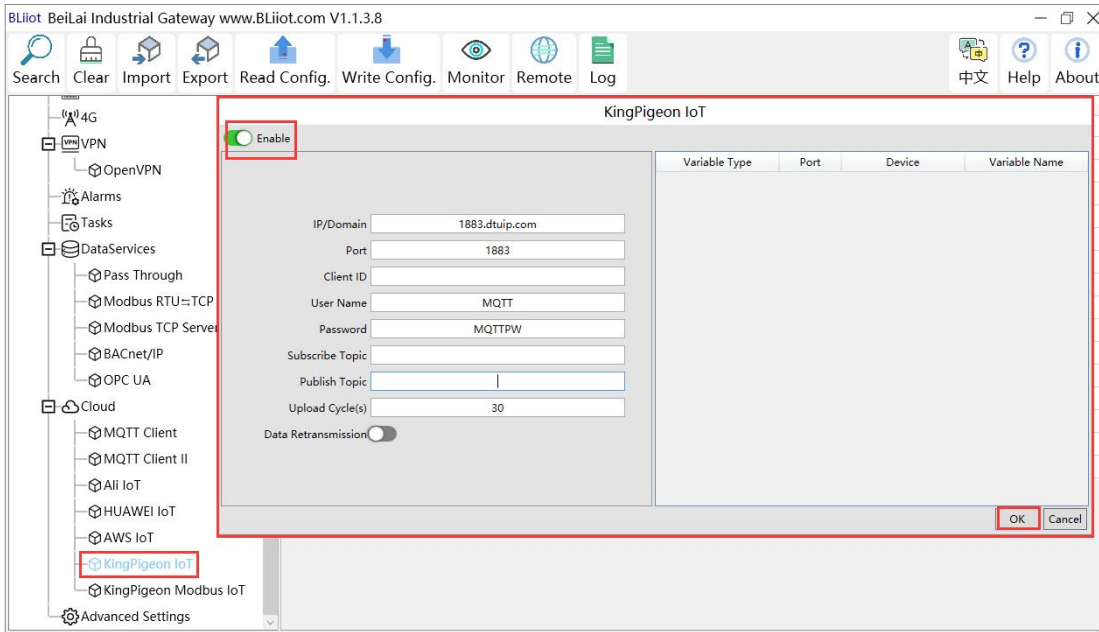 BLiiot BeiLai Industrial Gateway www.BLiiot.com V1.1.3.8
Search Clear Import Export Read Config. Write Config. Monitor Remote Log 中文 Help About
4G
VPN
OpenVPN
Alarms
Tasks
DataServices
Pass Through
Modbus RTU⇆TCP
Modbus TCP Server
BACnet/IP
OPC UA
Cloud
MQTT Client
MQTT Client II
Ali IoT
HUAWEI IoT
AWS IoT
KingPigeon IoT
KingPigeon Modbus IoT
Advanced Settings
KingPigeon IoT
Enable
IP/Domain 1883.dtuip.com
Port 1883
Client ID
User Name MQTT
Password MQTTPW
Subscribe Topic
Publish Topic
Upload Cycle(s) 30
Data Retransmission
Variable Type Port Device Variable Name
OK Cancel